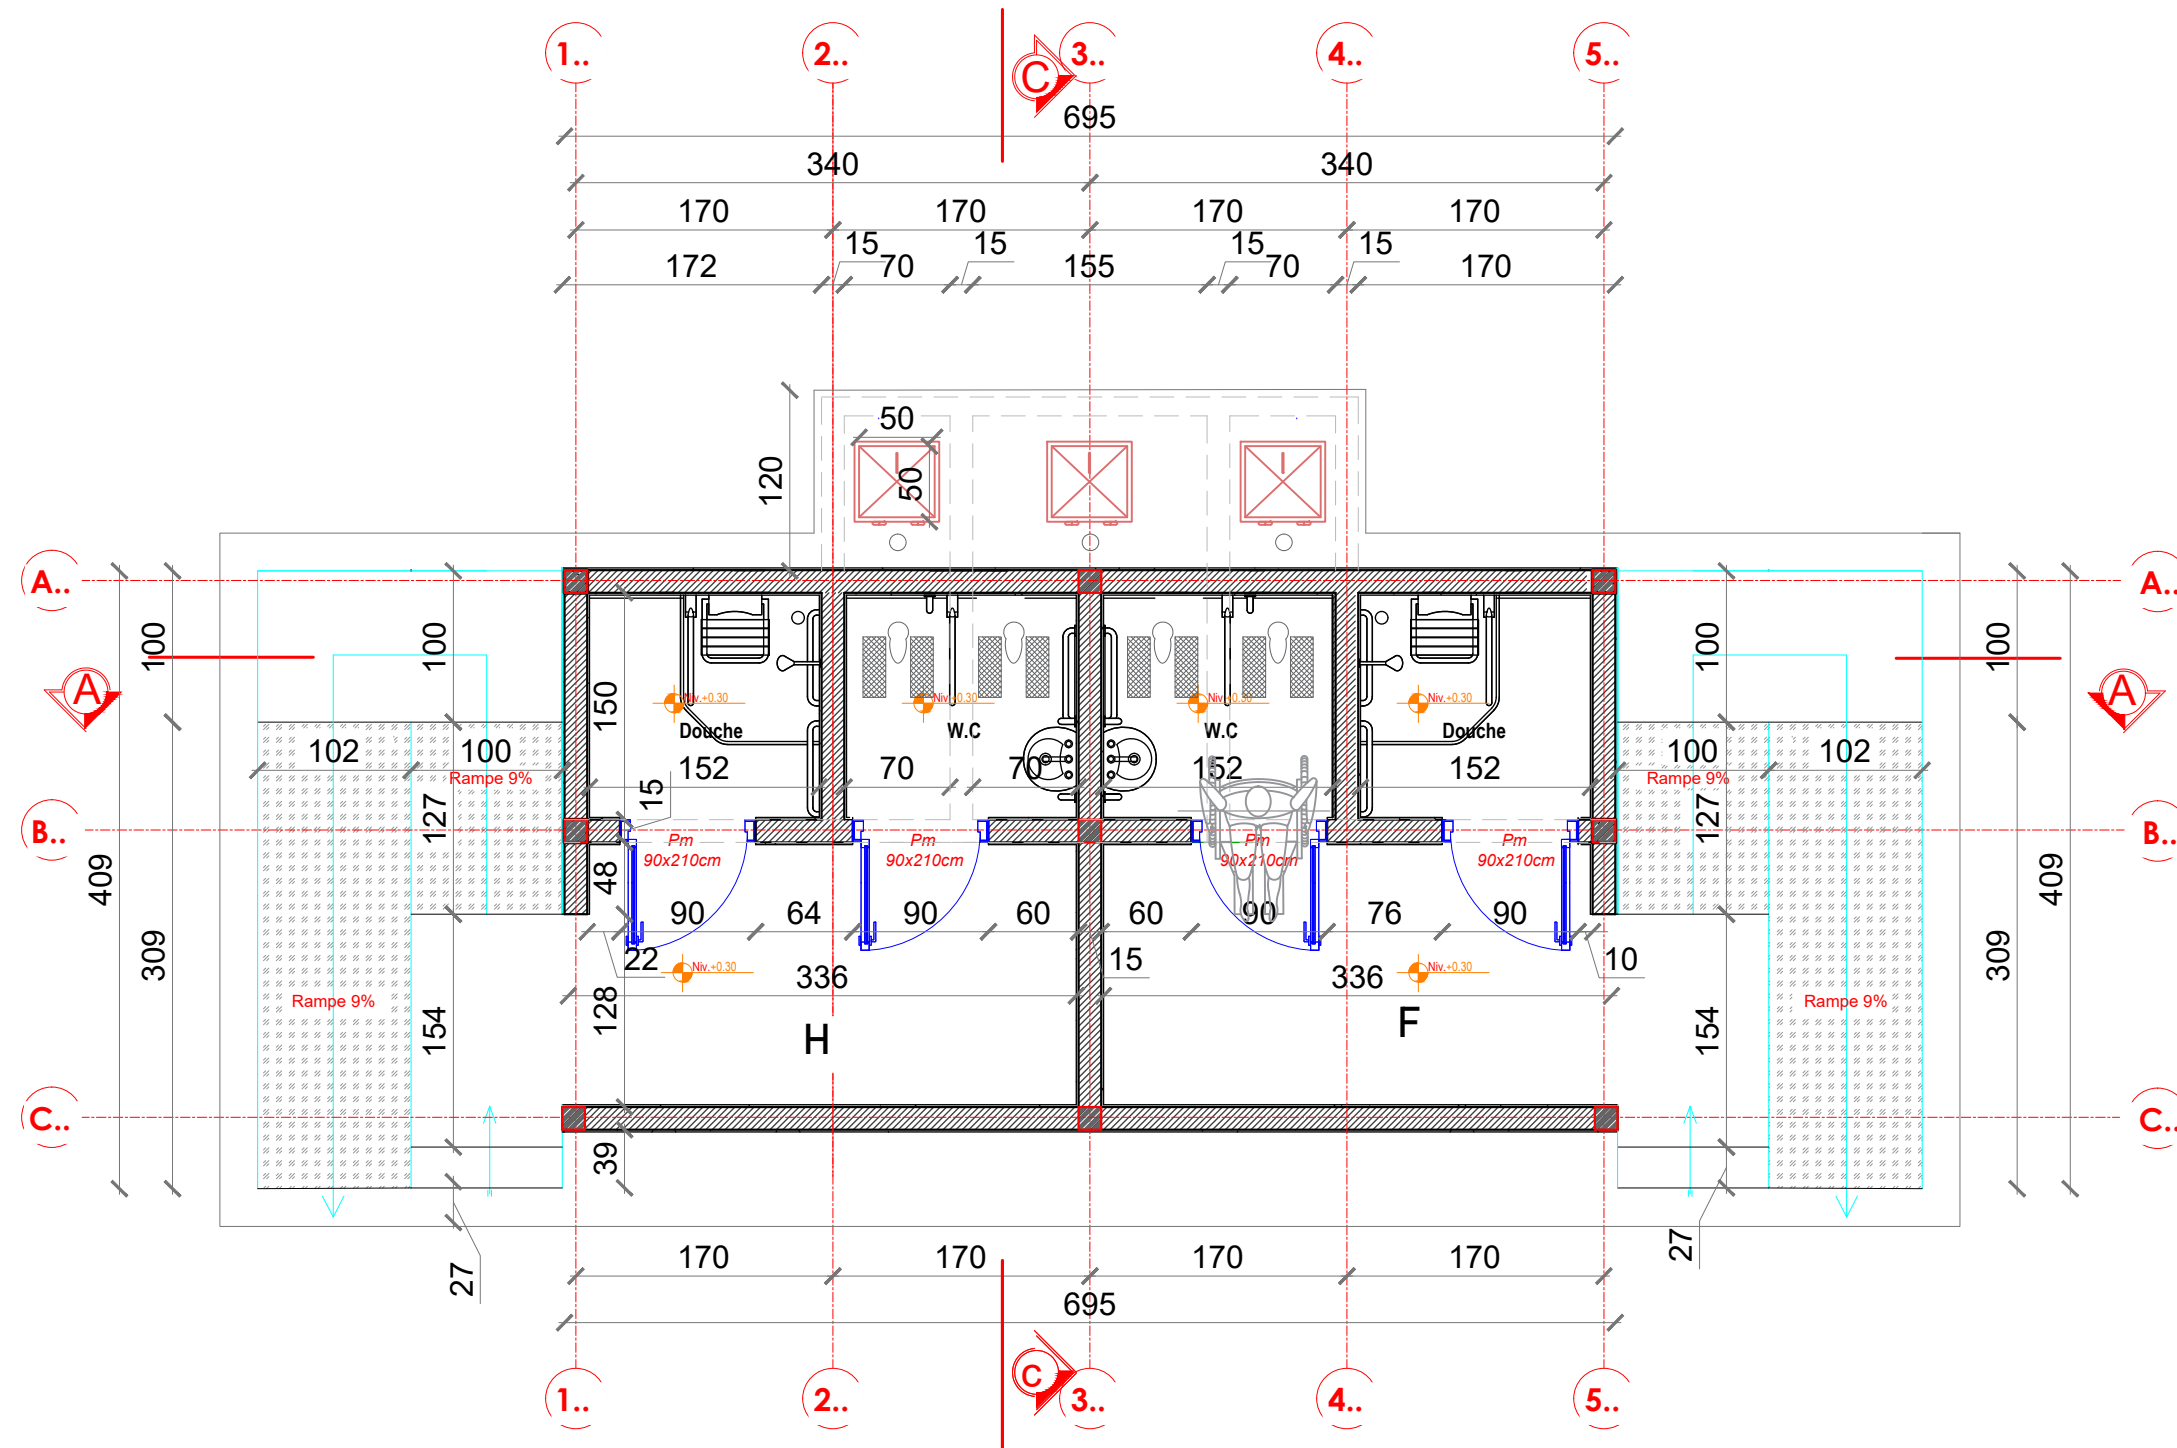 1.. 2.. C 3.. 4.. 5..
695
340 340
170 170 170 170
15 15 15 15
172 70 155 70 170
50
120 50
A.. A..
100 100 100 100
A A
150
Niv.+0.30 Niv.+0.30 Niv.+0.30 Niv.+0.30
Douche W.C W.C Douche
102 100 100 102
Rampe 9% Rampe 9%
152 70 70 152 152
15
127 127
B.. B..
Pm Pm Pm Pm
90x210cm 90x210cm 90x210cm 90x210cm
409 48 409
90 64 90 60 60 90 76 90
309 309
22 15 10
Niv.+0.30 Niv.+0.30
336 336
Rampe 9% Rampe 9%
128
154 154
H F
C.. C..
39
27 27
170 170 170 170
695
1.. 2.. C 3.. 4.. 5..